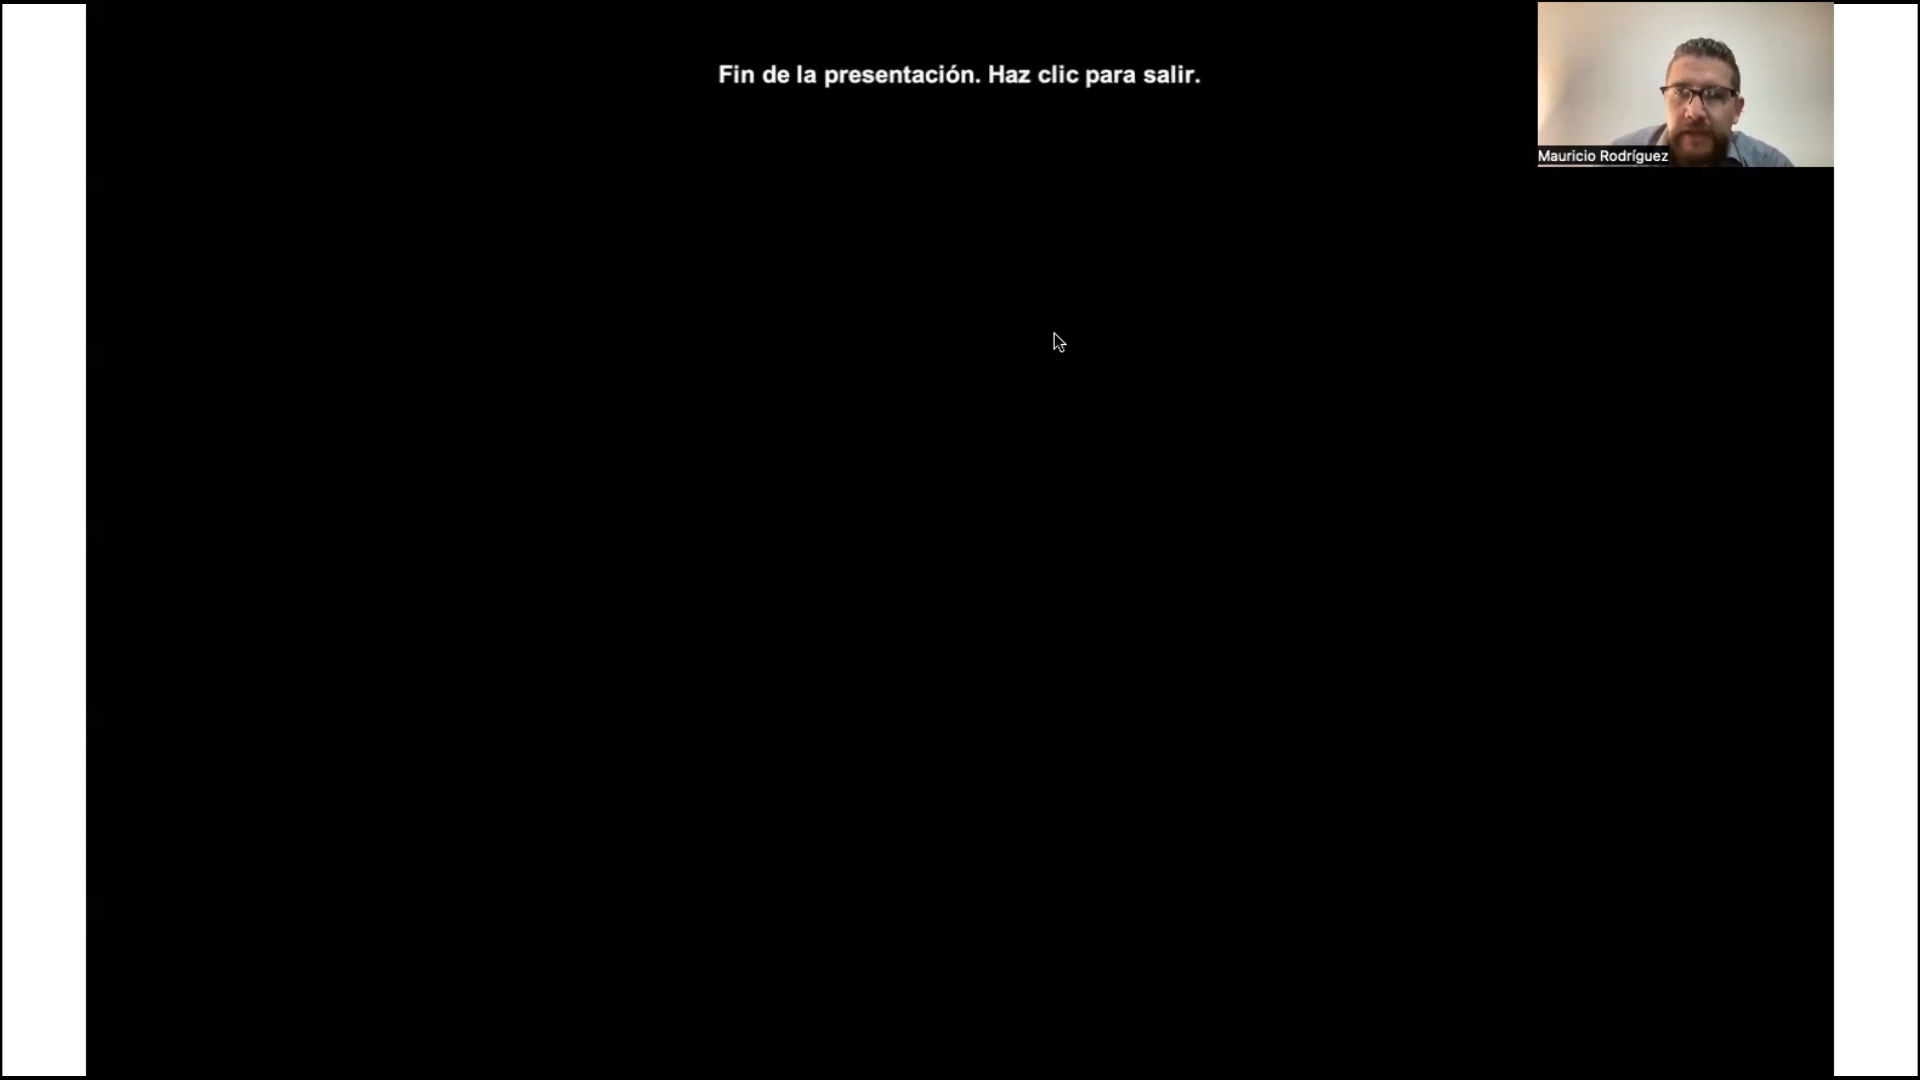 Fin de la presentación. Haz clic para salir.
Mauricio Rodríguez